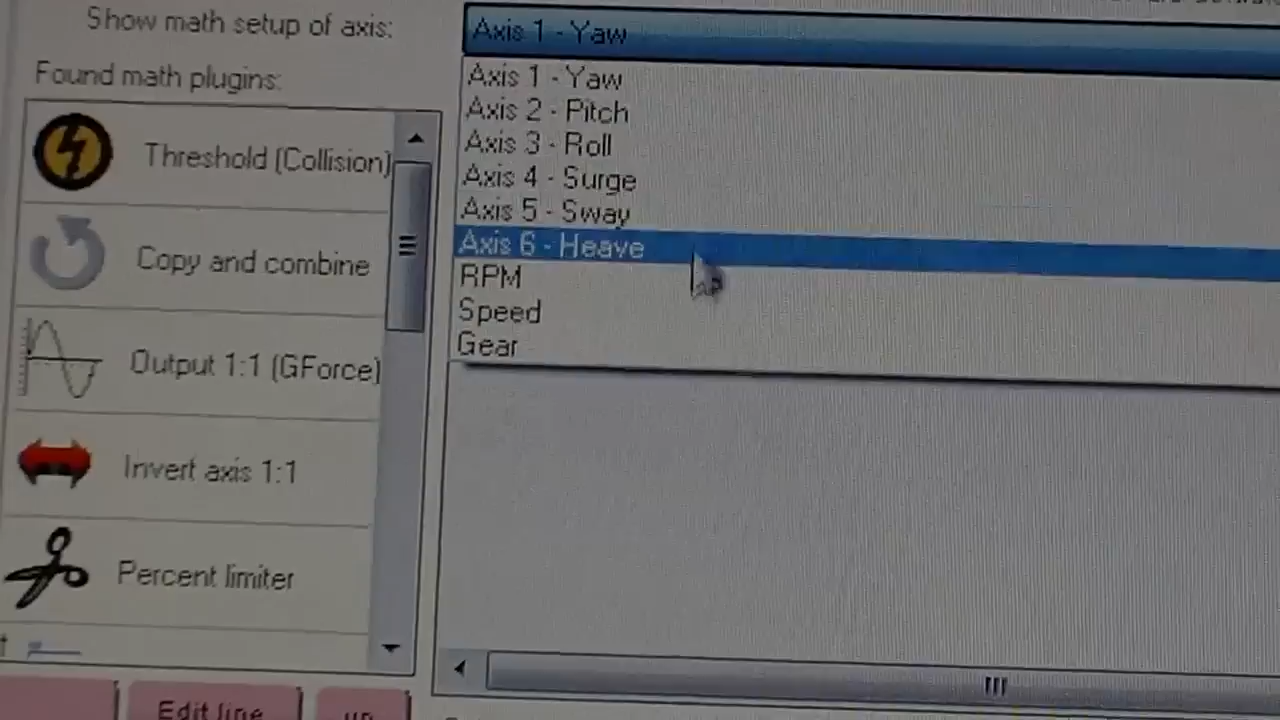 Show math setup of axis:
Axis 1 - Yaw
Found math plugins:
Axis 1 - Yaw
Axis 2 - Pitch
Axis 3 - Roll
Axis 4 - Surge
Axis 5 - Sway
Axis 6 - Heave
RPM
Speed
Gear
Threshold (Collision)
Copy and combine
Output 1:1 (GForce)
Invert axis 1:1
Percent limiter
Edit line
up